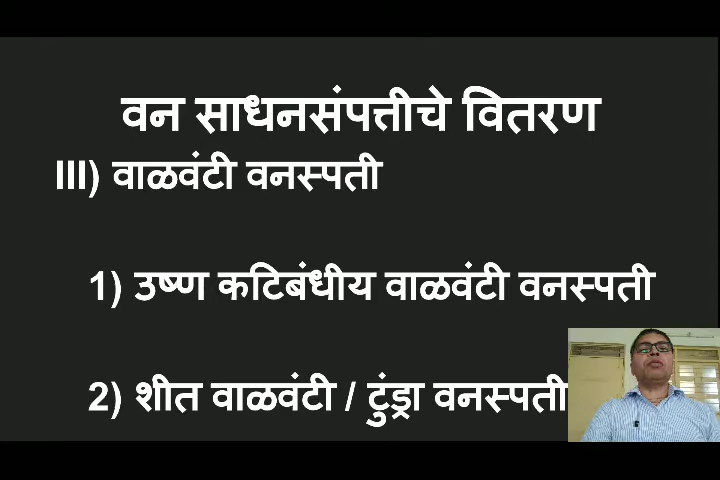 वन साधनसंपत्तीचे वितरण
III) वाळवंटी वनस्पती
1) उष्ण कटिबंधीय वाळवंटी वनस्पती
2) शीत वाळवंटी / टुंड्रा वनस्पती